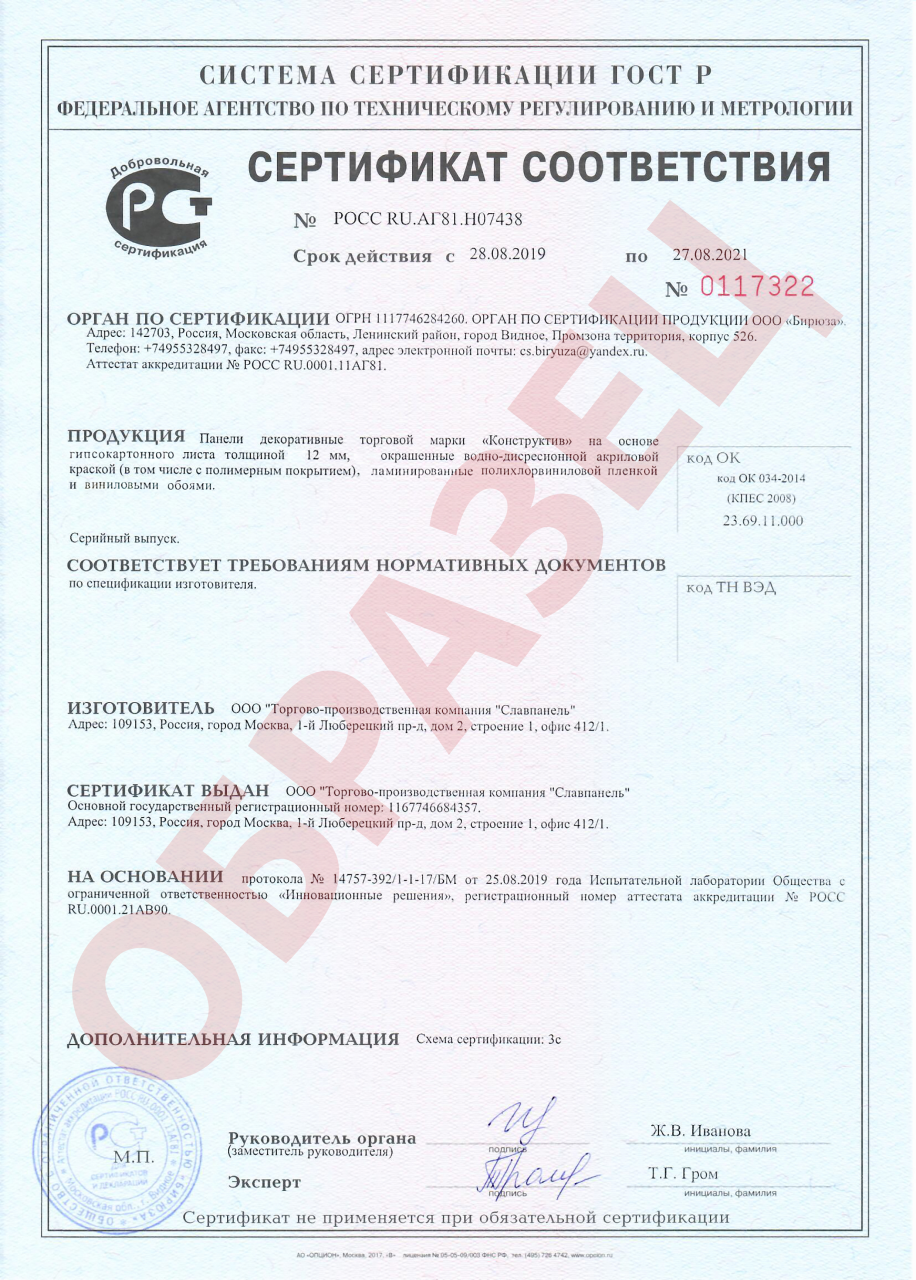 СИСТЕМА СЕРТИФИКАЦИИ ГОСТ Р
ФЕДЕРАЛЬНОЕ АГЕНТСТВО ПО ТЕХНИЧЕСКОМУ РЕГУЛИРОВАНИЮ И МЕТРОЛОГИИ
Добровольная
РСТ
сертификация
СЕРТИФИКАТ СООТВЕТСТВИЯ
№ РОСС RU.АГ81.Н07438
Срок действия с 28.08.2019 по 27.08.2021
№ 0117322
ОРГАН ПО СЕРТИФИКАЦИИ ОГРН 1117746284260. ОРГАН ПО СЕРТИФИКАЦИИ ПРОДУКЦИИ ООО «Бирюза».
Адрес: 142703, Россия, Московская область, Ленинский район, город Видное, Промзона территория, корпус 526.
Телефон: +74955328497, факс: +74955328497, адрес электронной почты: cs.biryuza@yandex.ru.
Аттестат аккредитации № РОСС RU.0001.11АГ81.
ПРОДУКЦИЯ Панели декоративные торговой марки «Конструктив» на основе
гипсокартонного листа толщиной 12 мм, окрашенные водно-дисресионной акриловой
краской (в том числе с полимерным покрытием), ламинированные полихлорвиниловой пленкой
и виниловыми обоями.
Серийный выпуск.
код ОК
код ОК 034-2014
(КПЕС 2008)
23.69.11.000
СООТВЕТСТВУЕТ ТРЕБОВАНИЯМ НОРМАТИВНЫХ ДОКУМЕНТОВ
по спецификации изготовителя.
код ТН ВЭД
ИЗГОТОВИТЕЛЬ ООО "Торгово-производственная компания "Славпанель"
Адрес: 109153, Россия, город Москва, 1-й Люберецкий пр-д, дом 2, строение 1, офис 412/1.
СЕРТИФИКАТ ВЫДАН ООО "Торгово-производственная компания "Славпанель"
Основной государственный регистрационный номер: 1167746684357.
Адрес: 109153, Россия, город Москва, 1-й Люберецкий пр-д, дом 2, строение 1, офис 412/1.
НА ОСНОВАНИИ протокола № 14757-392/1-1-17/БМ от 25.08.2019 года Испытательной лаборатории Общества с
ограниченной ответственностью «Инновационные решения», регистрационный номер аттестата аккредитации № РОСС
RU.0001.21АВ90.
ДОПОЛНИТЕЛЬНАЯ ИНФОРМАЦИЯ Схема сертификации: 3с
ОБРАЗЕЦ
М.П.
ДЛЯ
СЕРТИФИКАТОВ
И ДЕКЛАРАЦИЙ
Руководитель органа
(заместитель руководителя)
подпись
Ж.В. Иванова
инициалы, фамилия
Эксперт
подпись
Т.Г. Гром
инициалы, фамилия
Сертификат не применяется при обязательной сертификации
АО «ОПЦИОН», Москва, 2017, «В» лицензия № 05-05-09/003 ФНС РФ, тел. (495) 726 4742, www.opcion.ru